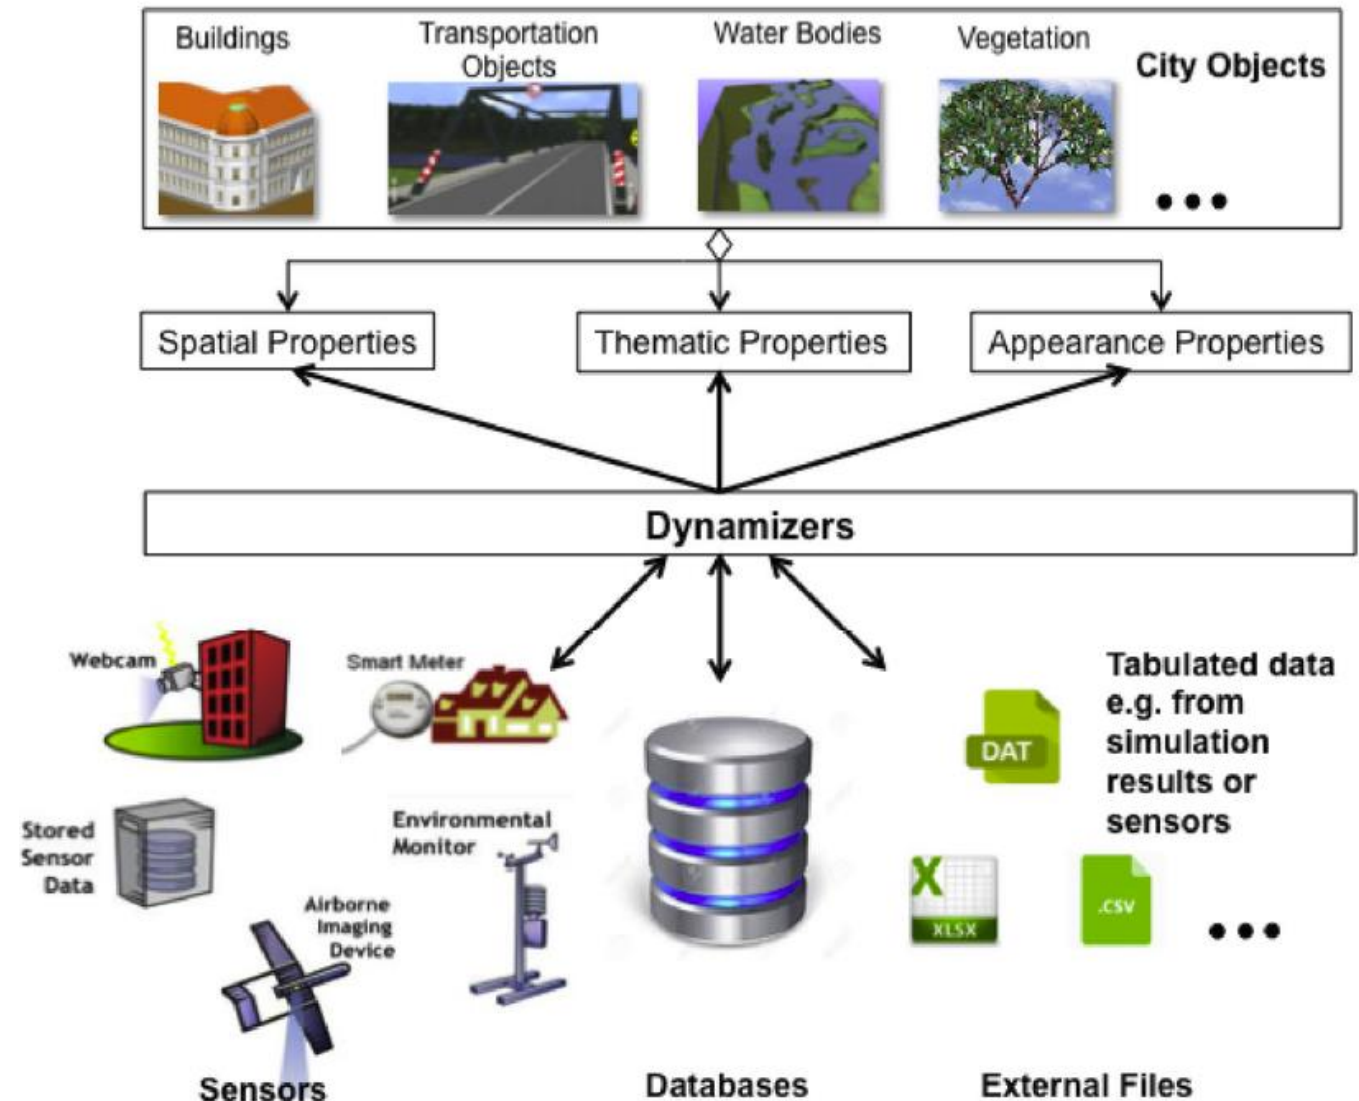 Buildings
Transportation
Objects
Water Bodies
Vegetation
City Objects
Spatial Properties
Thematic Properties
Appearance Properties
Dynamizers
Webcam
Smart Meter
Stored
Sensor
Data
Environmental
Monitor
Airborne
Imaging
Device
Sensors
Databases
DAT
Tabulated data
e.g. from
simulation
results or
sensors
X
XLSX
.CSV
External Files